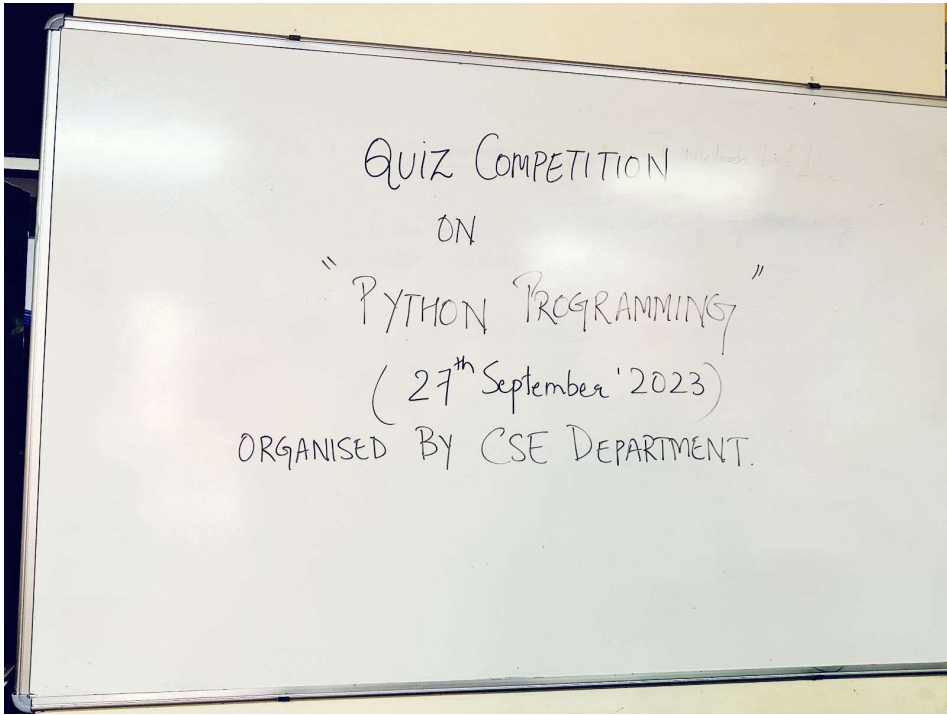 QUIZ COMPETITION
ON
"PYTHON PROGRAMMING"
(27th September '2023)
ORGANISED BY CSE DEPARTMENT.